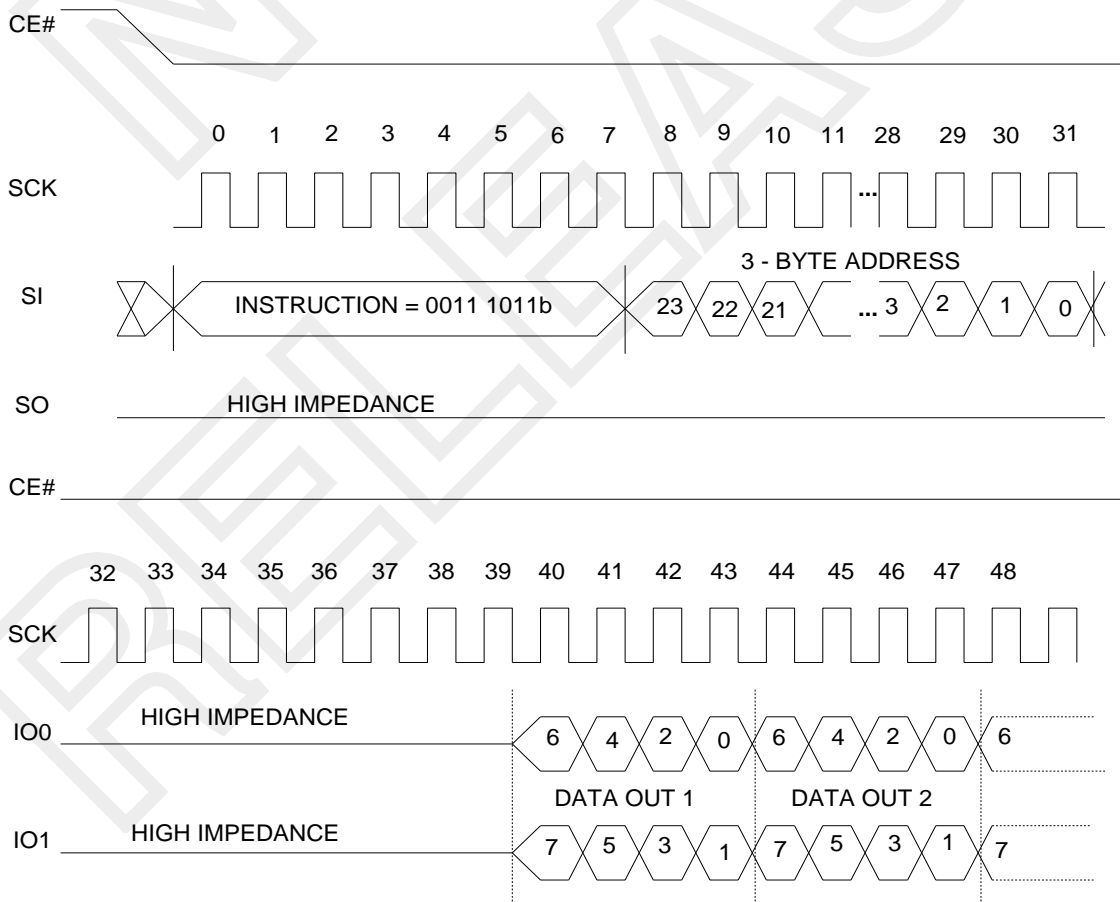 CE#
0 1 2 3 4 5 6 7 8 9 10 11 28 29 30 31
SCK ...
3 - BYTE ADDRESS
SI INSTRUCTION = 0011 1011b 23 22 21 ... 3 2 1 0
SO HIGH IMPEDANCE
CE#
32 33 34 35 36 37 38 39 40 41 42 43 44 45 46 47 48
SCK
IO0 HIGH IMPEDANCE 6 4 2 0 6 4 2 0 6
DATA OUT 1 DATA OUT 2
IO1 HIGH IMPEDANCE 7 5 3 1 7 5 3 1 7